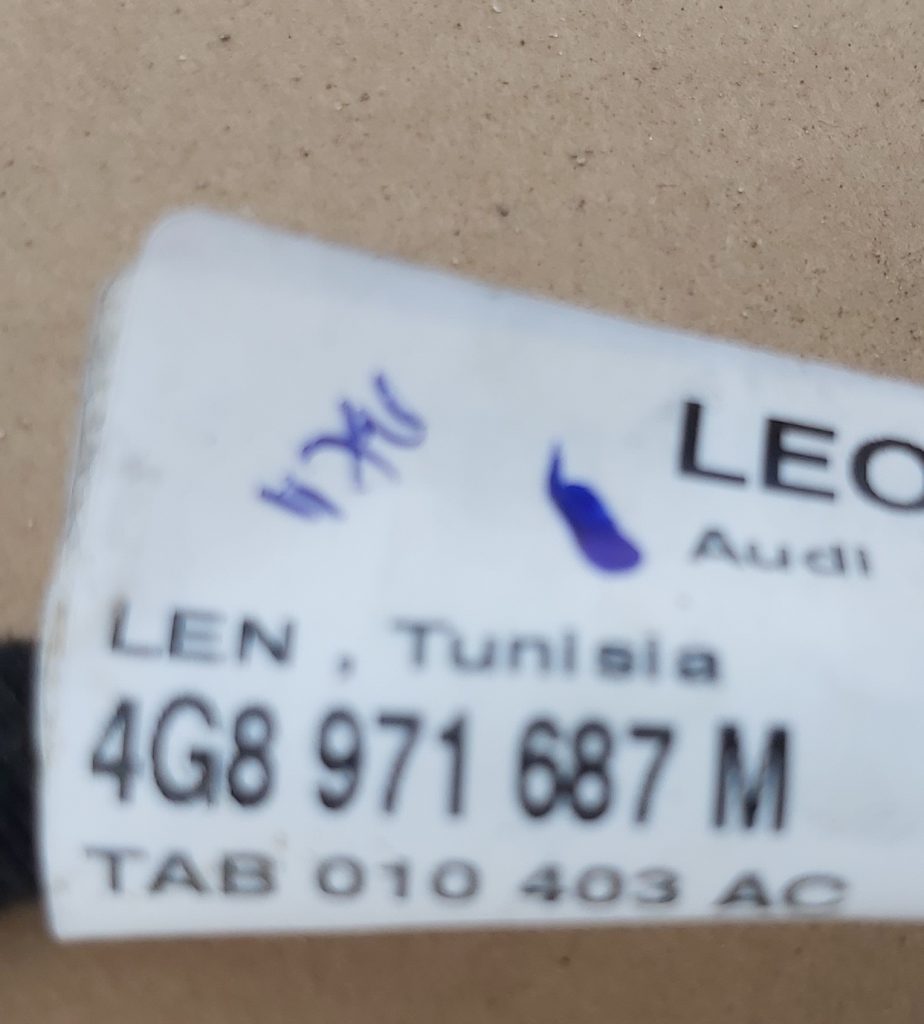 LEO
Audi
LEN , Tunisia
4G8 971 687 M
TAB 010 403 AC